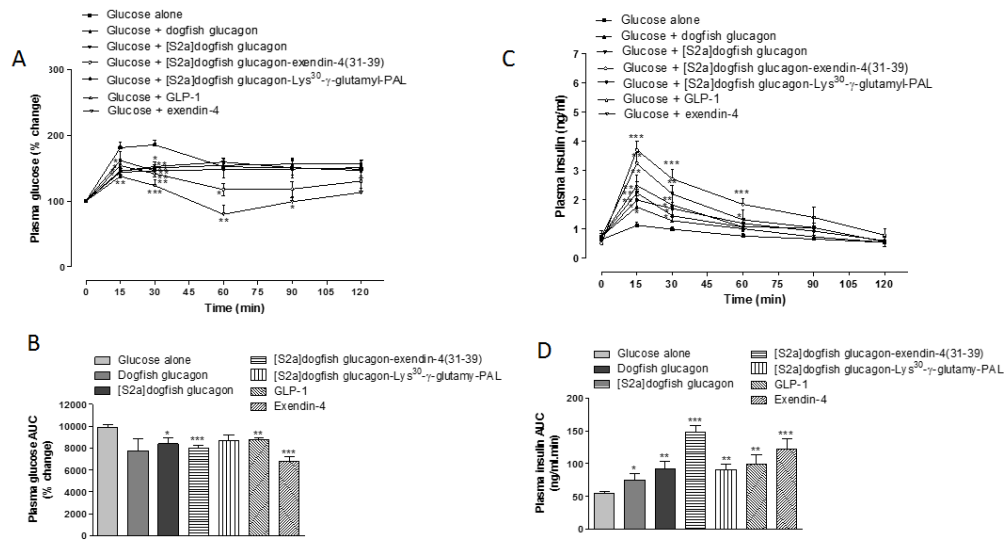 A
Glucose alone
Glucose + dogfish glucagon
Glucose + [S2a]dogfish glucagon
Glucose + [S2a]dogfish glucagon-exendin-4(31-39)
Glucose + [S2a]dogfish glucagon-Lys³⁰-γ-glutamyl-PAL
Glucose + GLP-1
Glucose + exendin-4
Plasma glucose (% change)
300
200
100
0
0 15 30 45 60 75 90 105 120
Time (min)
C
Glucose alone
Glucose + dogfish glucagon
Glucose + [S2a]dogfish glucagon
Glucose + [S2a]dogfish glucagon-exendin-4(31-39)
Glucose + [S2a]dogfish glucagon-Lys³⁰-γ-glutamyl-PAL
Glucose + GLP-1
Glucose + exendin-4
Plasma insulin (ng/ml)
6
5
4
3
2
1
0
0 15 30 45 60 75 90 105 120
Time (min)
B
Glucose alone
Dogfish glucagon
[S2a]dogfish glucagon
[S2a]dogfish glucagon-exendin-4(31-39)
[S2a]dogfish glucagon-Lys³⁰-γ-glutamy-PAL
GLP-1
Exendin-4
Plasma glucose AUC
(% change)
12000
10000
8000
6000
4000
2000
0
* *** ** ***
D
Glucose alone
Dogfish glucagon
[S2a]dogfish glucagon
[S2a]dogfish glucagon-exendin-4(31-39)
[S2a]dogfish glucagon-Lys³⁰-γ-glutamy-PAL
GLP-1
Exendin-4
Plasma insulin AUC
(ng/ml.min)
200
150
100
50
0
* ** *** ** ** ***